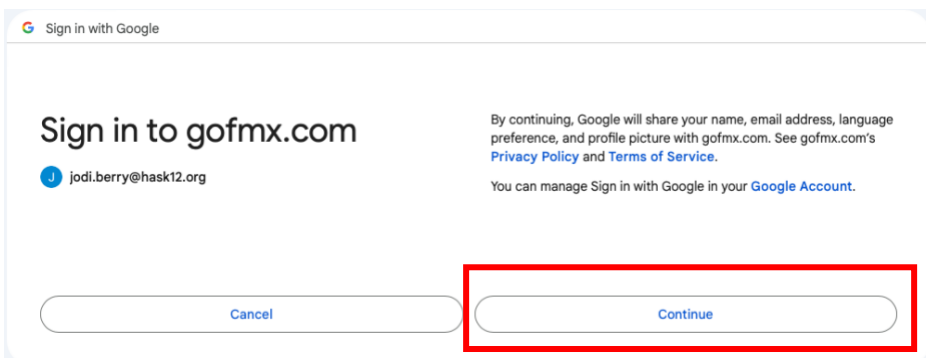 Sign in with Google
Sign in to gofmx.com
J jodi.berry@hask12.org
By continuing, Google will share your name, email address, language
preference, and profile picture with gofmx.com. See gofmx.com's
Privacy Policy and Terms of Service.
You can manage Sign in with Google in your Google Account.
Cancel
Continue